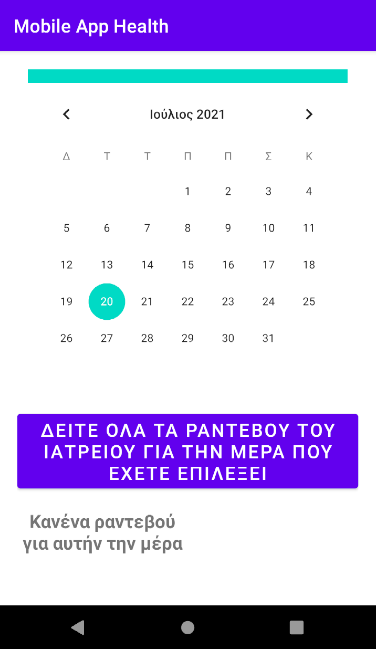 Mobile App Health
Ιούλιος 2021
Δ Τ Τ Π Π Σ Κ
1 2 3 4
5 6 7 8 9 10 11
12 13 14 15 16 17 18
19 20 21 22 23 24 25
26 27 28 29 30 31
ΔΕΙΤΕ ΟΛΑ ΤΑ ΡΑΝΤΕΒΟΥ ΤΟΥ
ΙΑΤΡΕΙΟΥ ΓΙΑ ΤΗΝ ΜΕΡΑ ΠΟΥ
ΕΧΕΤΕ ΕΠΙΛΕΞΕΙ
Κανένα ραντεβού
για αυτήν την μέρα